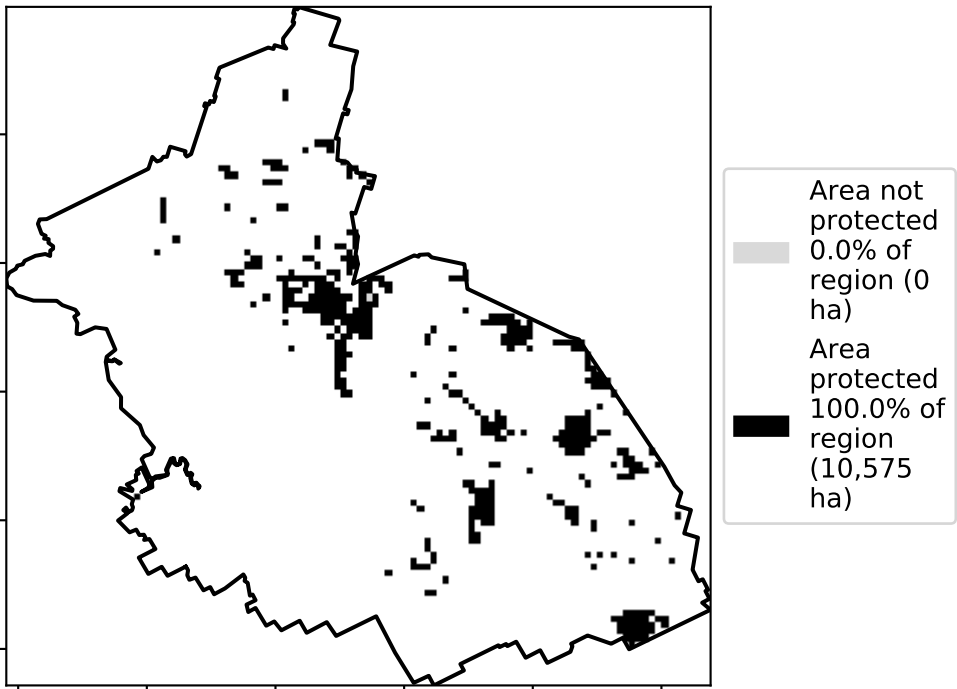 Area not
protected
0.0% of
region (0
ha)
Area
protected
100.0% of
region
(10,575
ha)